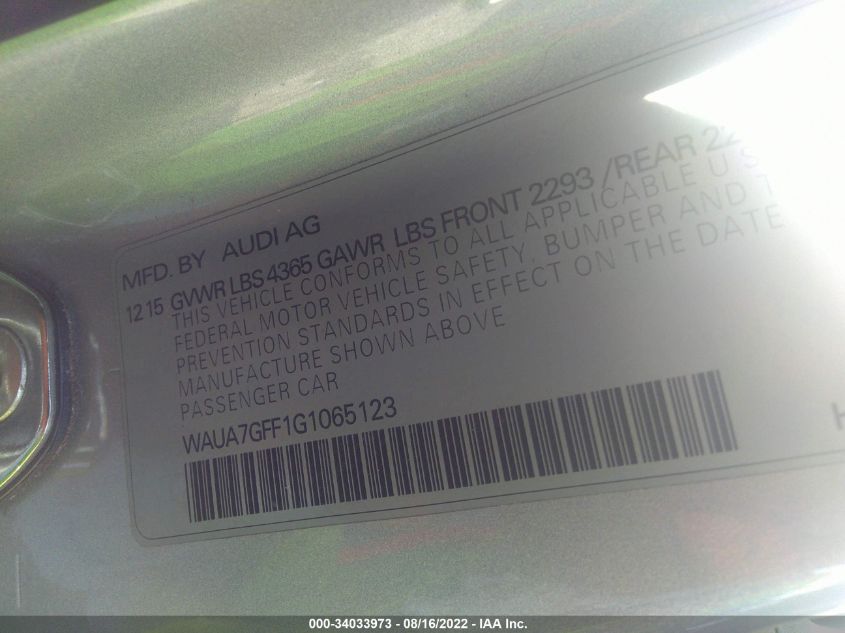 MFD. BY AUDI AG
12 15 GVWR LBS 4365 GAWR LBS FRONT 2293 /REAR
THIS VEHICLE CONFORMS TO ALL APPLICABLE U S
FEDERAL MOTOR VEHICLE SAFETY, BUMPER AND
PREVENTION STANDARDS IN EFFECT ON THE DATE
MANUFACTURE SHOWN ABOVE
PASSENGER CAR
WAUA7GFF1G1065123
000-34033973 - 08/16/2022 - IAA Inc.